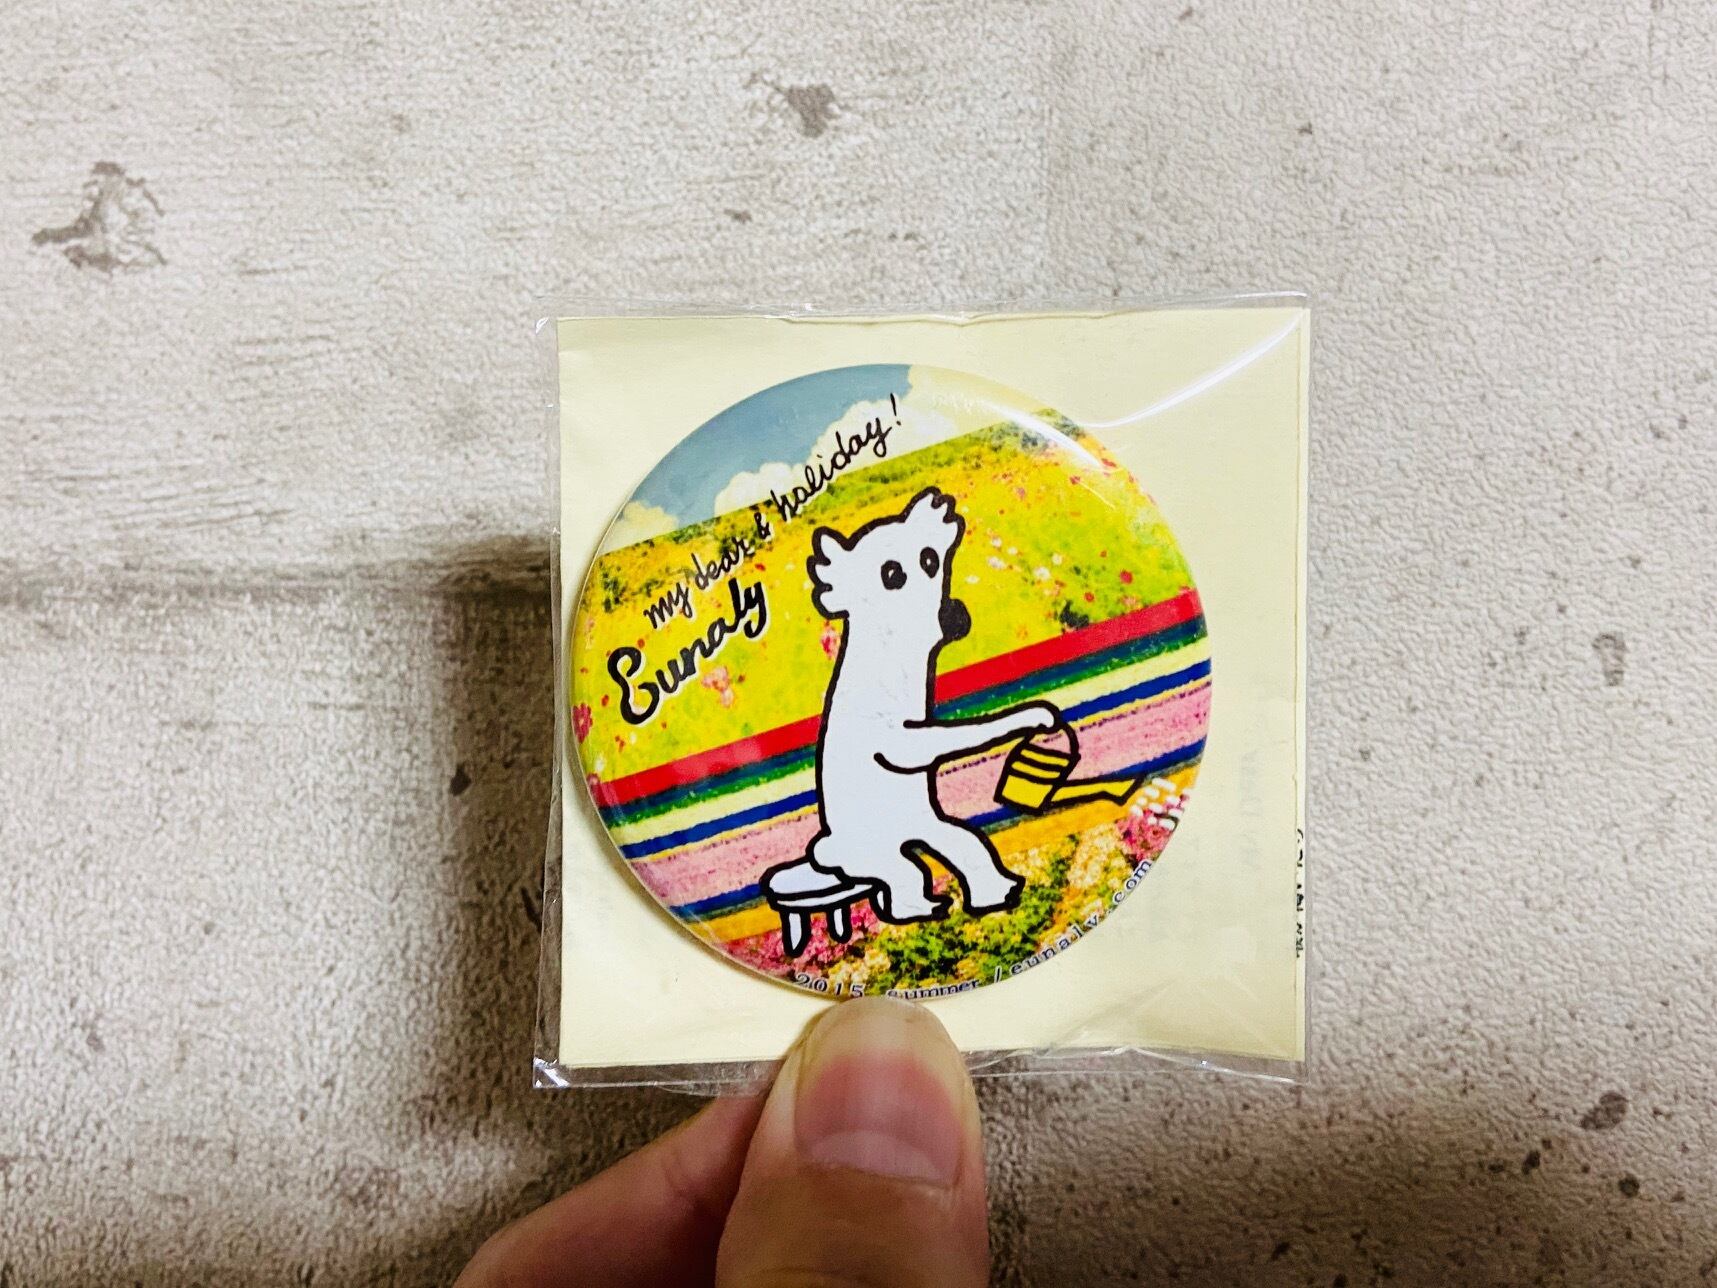 my dear & holiday!
Eunaly
2015 summer / eunaly.com